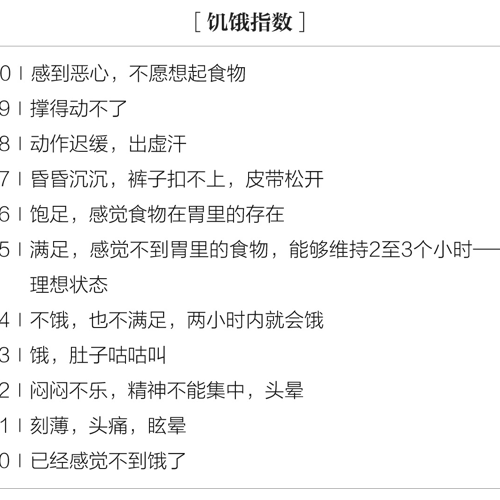 [ 饥饿指数 ]
0 | 感到恶心，不愿想起食物
9 | 撑得动不了
8 | 动作迟缓，出虚汗
7 | 昏昏沉沉，裤子扣不上，皮带松开
6 | 饱足，感觉食物在胃里的存在
5 | 满足，感觉不到胃里的食物，能够维持2至3个小时——
理想状态
4 | 不饿，也不满足，两小时内就会饿
3 | 饿，肚子咕咕叫
2 | 闷闷不乐，精神不能集中，头晕
1 | 刻薄，头痛，眩晕
0 | 已经感觉不到饿了